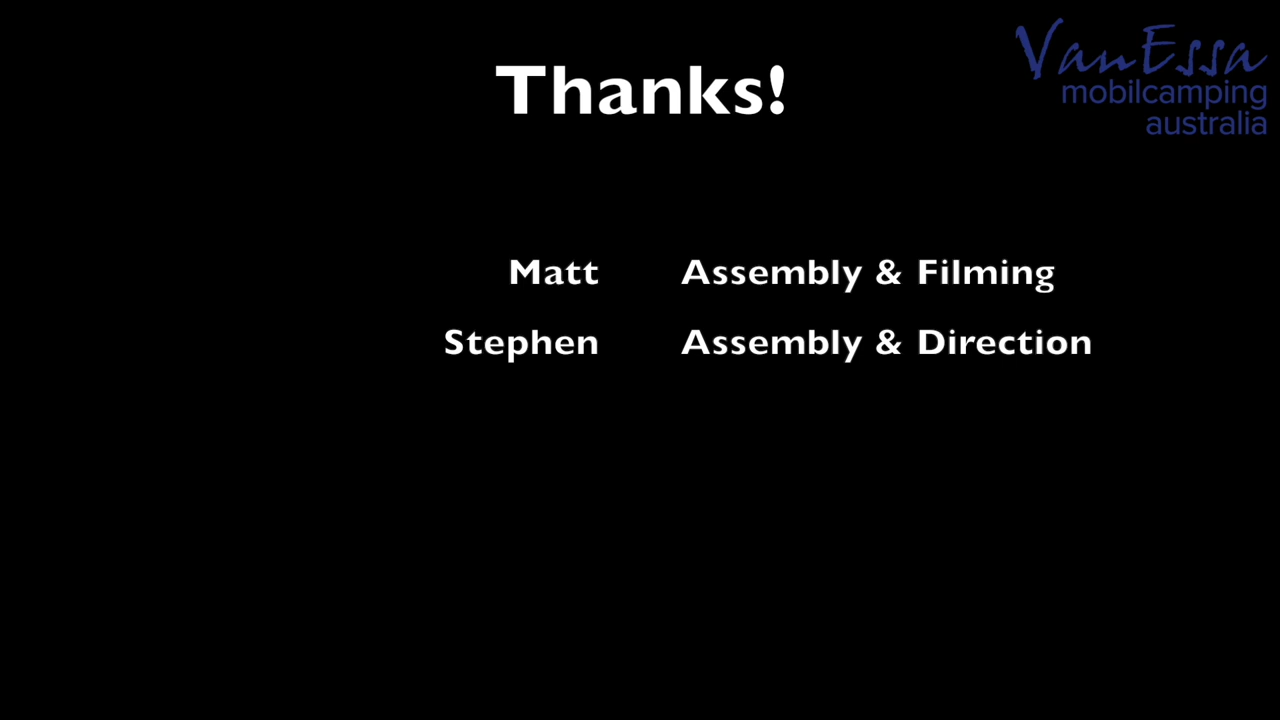 VanEssa
mobilcamping
australia
Thanks!
Matt Assembly & Filming
Stephen Assembly & Direction